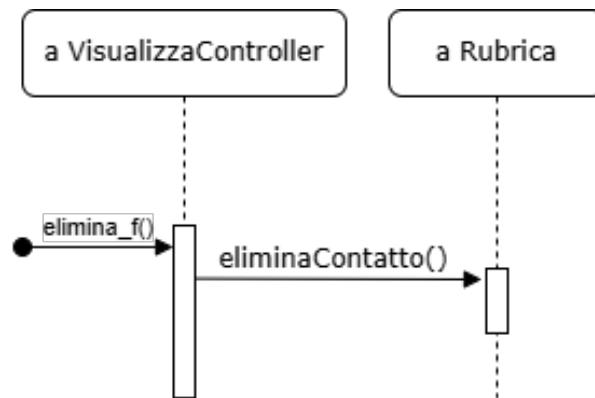 a VisualizzaController
a Rubrica
elimina_f()
eliminaContatto()